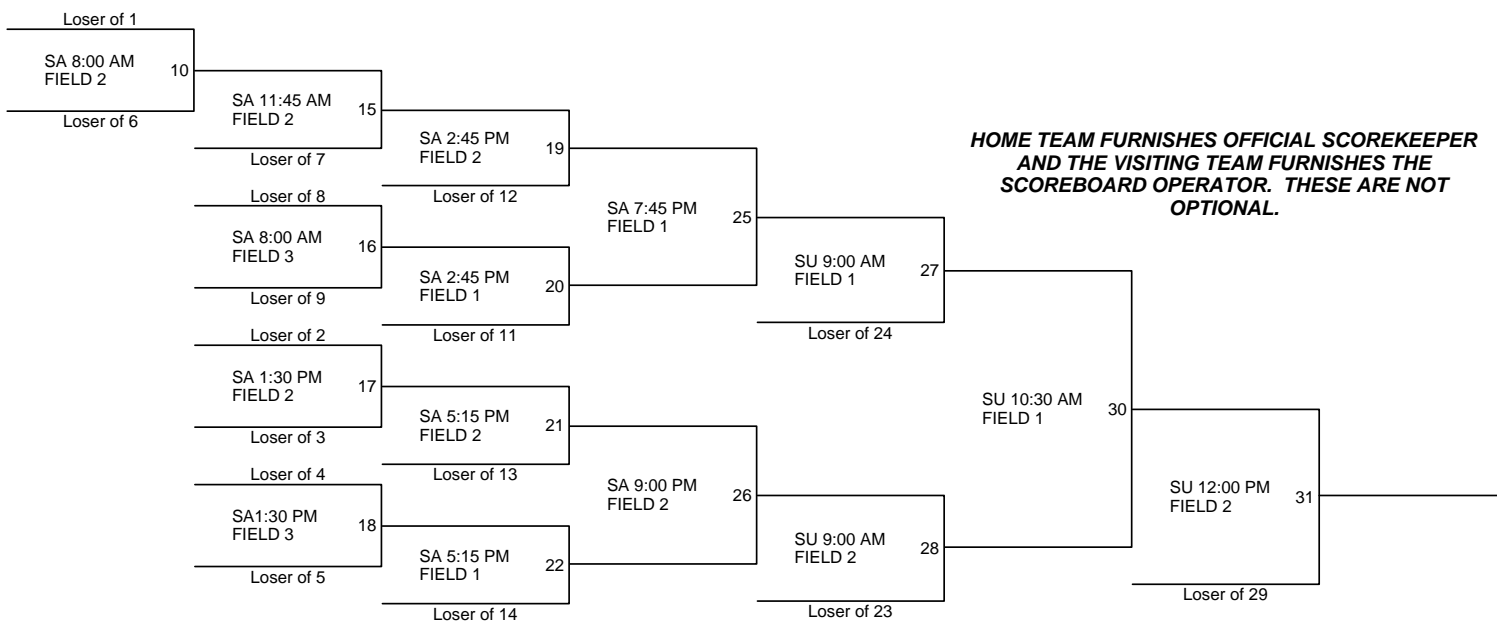 Loser of 1
SA 8:00 AM
FIELD 2
10
Loser of 6
SA 11:45 AM
FIELD 2
15
Loser of 7
SA 2:45 PM
FIELD 2
19
Loser of 12
Loser of 8
SA 8:00 AM
FIELD 3
16
Loser of 9
SA 2:45 PM
FIELD 1
20
Loser of 11
SA 7:45 PM
FIELD 1
25
HOME TEAM FURNISHES OFFICIAL SCOREKEEPER
AND THE VISITING TEAM FURNISHES THE
SCOREBOARD OPERATOR.  THESE ARE NOT
OPTIONAL.
SU 9:00 AM
FIELD 1
27
Loser of 24
Loser of 2
SA 1:30 PM
FIELD 2
17
Loser of 3
SA 5:15 PM
FIELD 2
21
Loser of 13
Loser of 4
SA1:30 PM
FIELD 3
18
Loser of 5
SA 5:15 PM
FIELD 1
22
Loser of 14
SA 9:00 PM
FIELD 2
26
SU 9:00 AM
FIELD 2
28
Loser of 23
SU 10:30 AM
FIELD 1
30
SU 12:00 PM
FIELD 2
31
Loser of 29